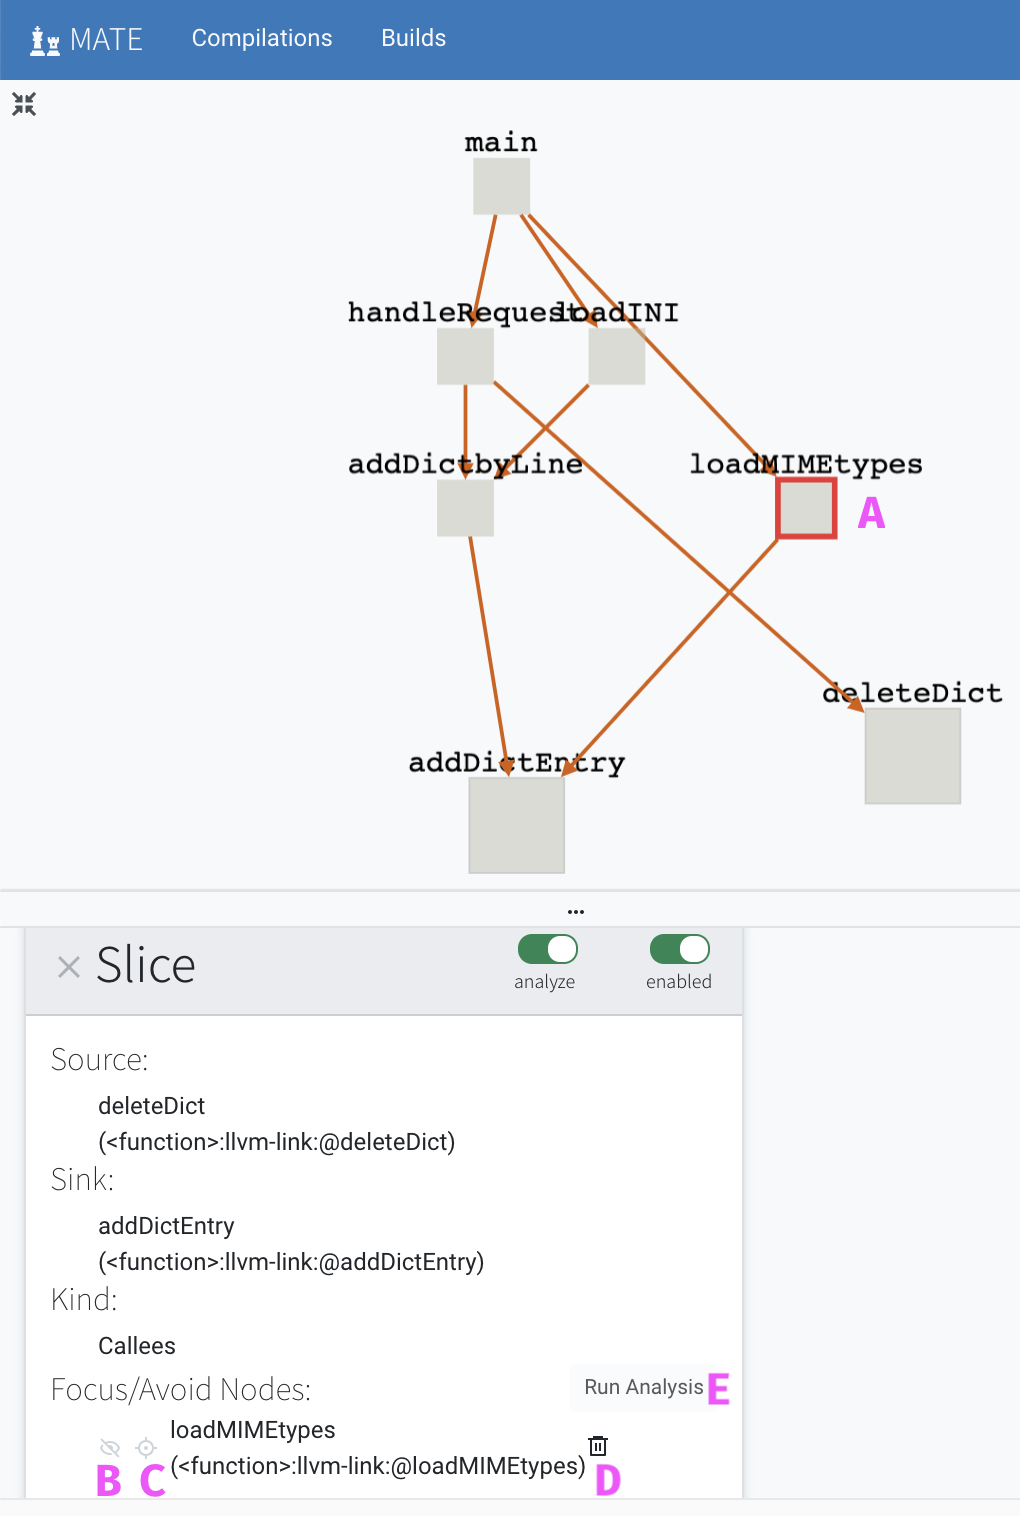 MATE Compilations Builds
main
handleRequest loadINI
addDictbyLine loadMIMEtypes
A
deleteDict
addDictEntry
...
× Slice
analyze enabled
Source:
deleteDict
(<function>:llvm-link:@deleteDict)
Sink:
addDictEntry
(<function>:llvm-link:@addDictEntry)
Kind:
Callees
Focus/Avoid Nodes: Run Analysis E
loadMIMEtypes
(<function>:llvm-link:@loadMIMEtypes)
B C D